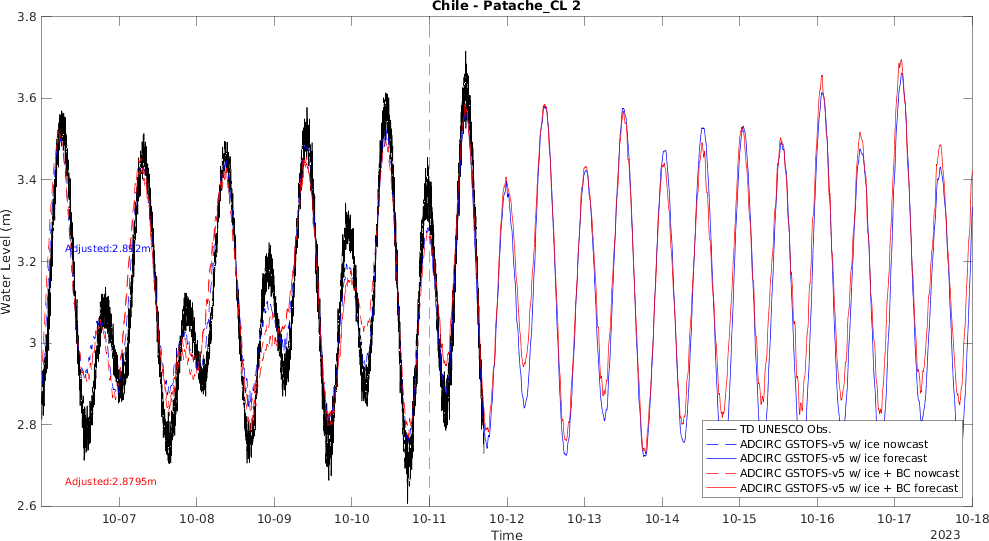 Chile - Patache_CL 2
3.8
3.6
3.4
3.2
3
2.8
2.6
Water Level (m)
Adjusted:2.892m
Adjusted:2.8795m
TD UNESCO Obs.
ADCIRC GSTOFS-v5 w/ ice nowcast
ADCIRC GSTOFS-v5 w/ ice forecast
ADCIRC GSTOFS-v5 w/ ice + BC nowcast
ADCIRC GSTOFS-v5 w/ ice + BC forecast
10-07 10-08 10-09 10-10 10-11 10-12 10-13 10-14 10-15 10-16 10-17 10-18
Time
2023